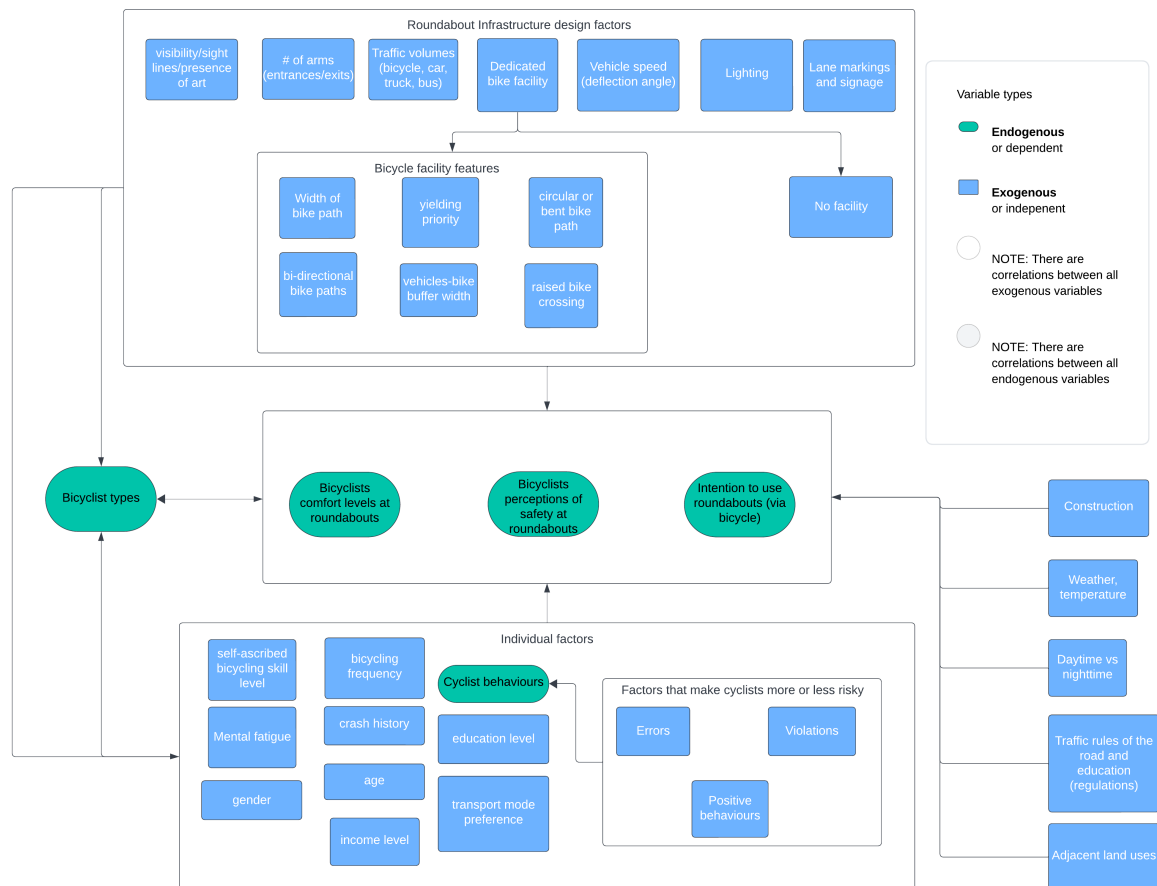 Roundabout Infrastructure design factors
visibility/sight
lines/presence
of art
# of arms
(entrances/exits)
Traffic volumes
(bicycle, car,
truck, bus)
Dedicated
bike facility
Vehicle speed
(deflection angle)
Lighting
Lane markings
and signage
Bicycle facility features
Width of
bike path
yielding
priority
circular or
bent bike
path
bi-directional
bike paths
vehicles-bike
buffer width
raised bike
crossing
No facility
Variable types
Endogenous
or dependent
Exogenous
or indepenent
NOTE: There are
correlations between all
exogenous variables
NOTE: There are
correlations between all
endogenous variables
Bicyclist types
Bicyclists
comfort levels at
roundabouts
Bicyclists
perceptions of
safety at
roundabouts
Intention to use
roundabouts (via
bicycle)
Construction
Weather,
temperature
Daytime vs
nighttime
Traffic rules of the
road and
education
(regulations)
Adjacent land uses
Individual factors
self-ascribed
bicycling skill
level
bicycling
frequency
Cyclist behaviours
Mental fatigue
crash history
education level
gender
age
transport mode
preference
income level
Factors that make cyclists more or less risky
Errors
Violations
Positive
behaviours